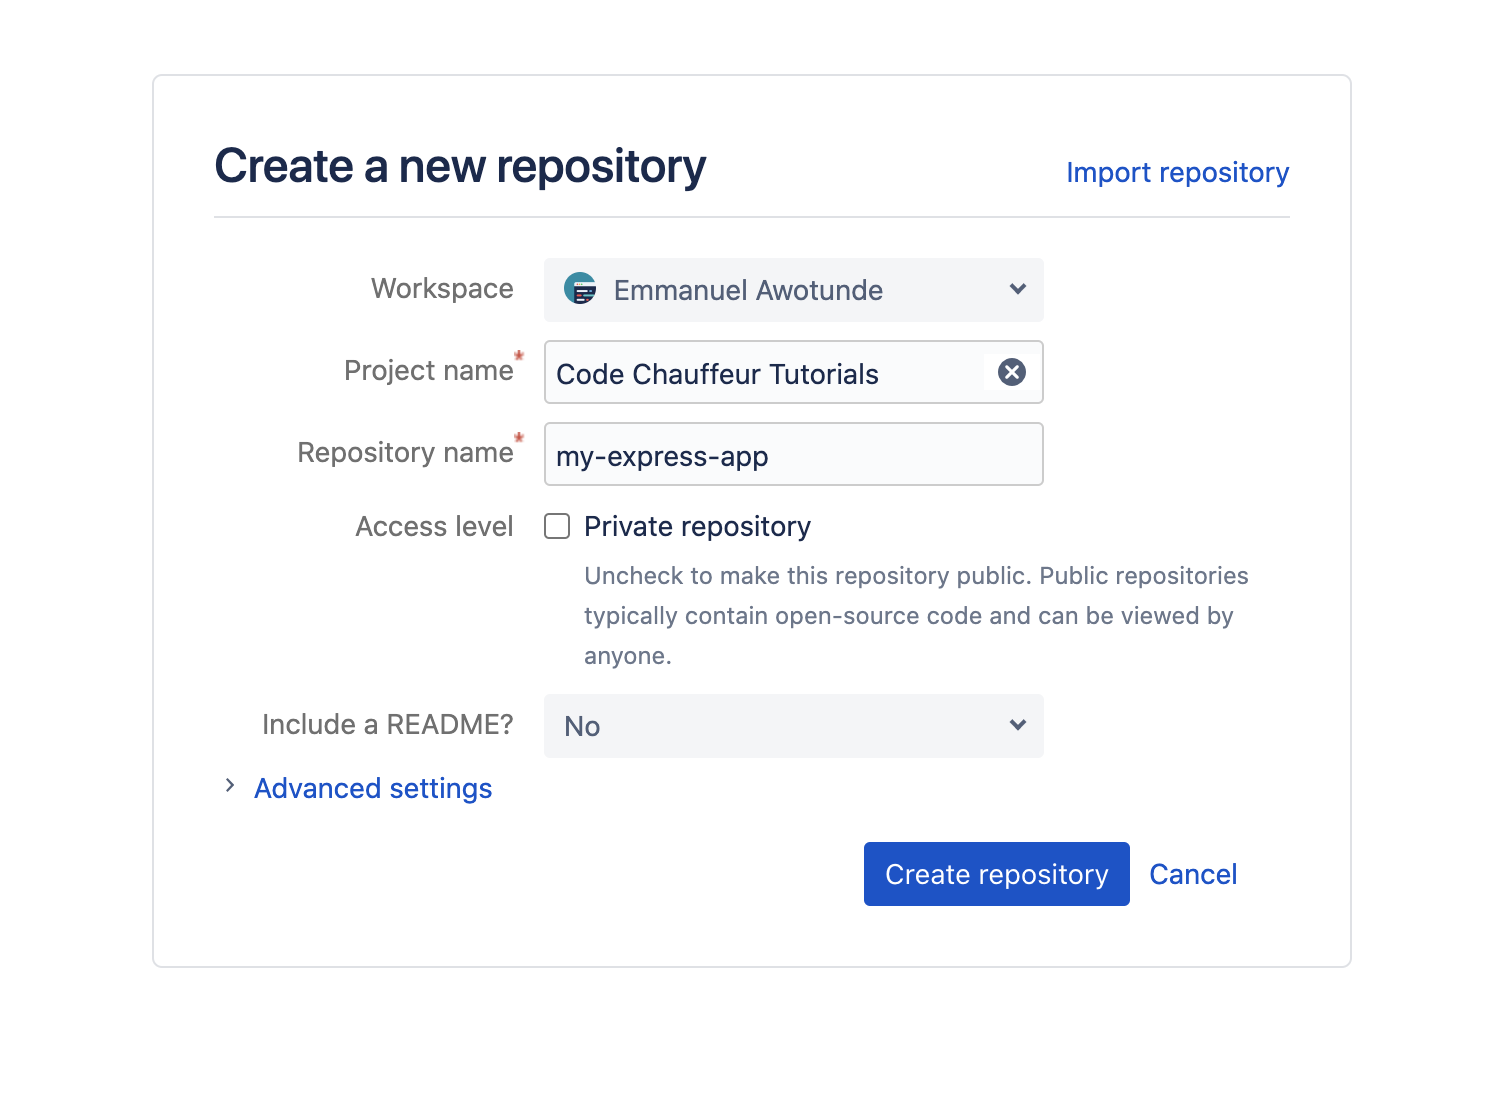 Create a new repository
Import repository
Workspace
Emmanuel Awotunde
Project name*
Code Chauffeur Tutorials
Repository name*
my-express-app
Access level
Private repository
Uncheck to make this repository public. Public repositories
typically contain open-source code and can be viewed by
anyone.
Include a README?
No
Advanced settings
Create repository
Cancel